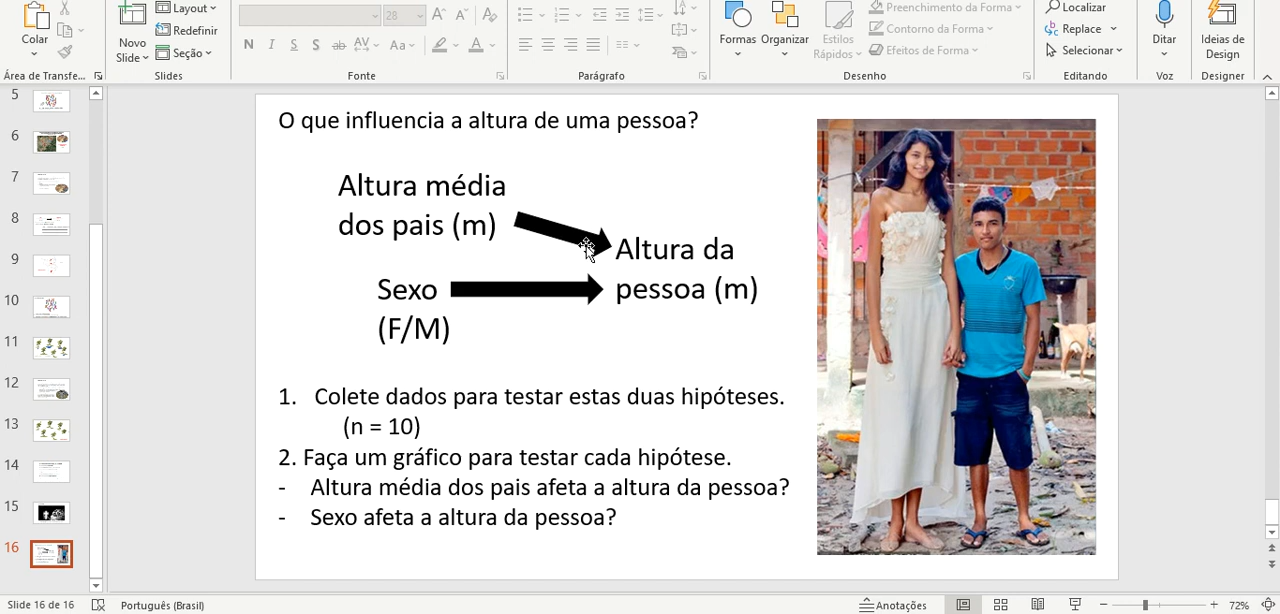 Colar
Área de Transfe...
Novo
Slide
Layout
Redefinir
Seção
Slides
28
N I S S ab AV Aa A
Fonte
Parágrafo
Formas
Organizar
Estilos
Rápidos
Preenchimento da Forma
Contorno da Forma
Efeitos de Forma
Desenho
Localizar
Replace
Selecionar
Editando
Ditar
Voz
Ideias de
Design
Designer
5
6
7
8
9
10
11
12
13
14
15
16
O que influencia a altura de uma pessoa?
Altura média
dos pais (m)
Altura da
pessoa (m)
Sexo
(F/M)
1. Colete dados para testar estas duas hipóteses.
(n = 10)
2. Faça um gráfico para testar cada hipótese.
- Altura média dos pais afeta a altura da pessoa?
- Sexo afeta a altura da pessoa?
Slide 16 de 16
Português (Brasil)
Anotações
72%